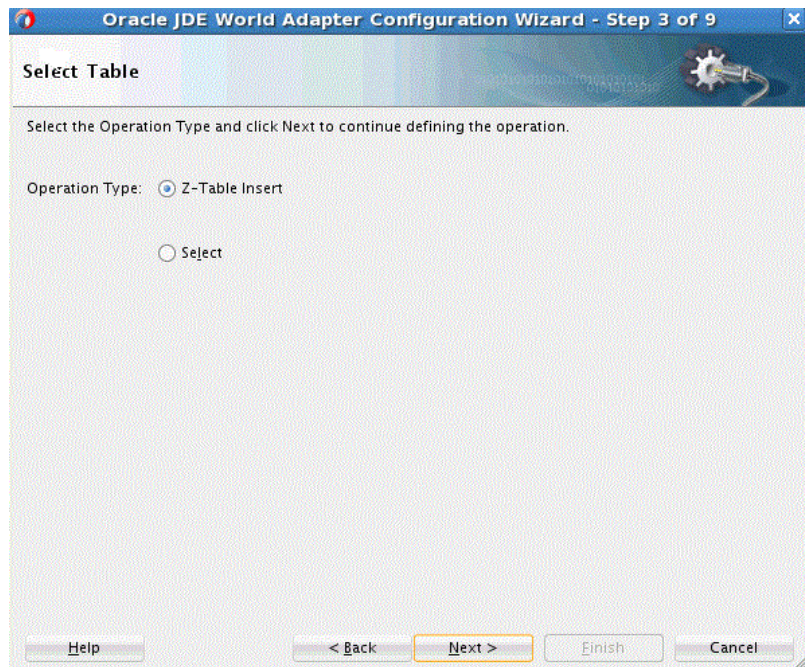 Oracle JDE World Adapter Configuration Wizard - Step 3 of 9
Select Table
Select the Operation Type and click Next to continue defining the operation.
Operation Type: Z-Table Insert
Select
Help < Back Next > Finish Cancel